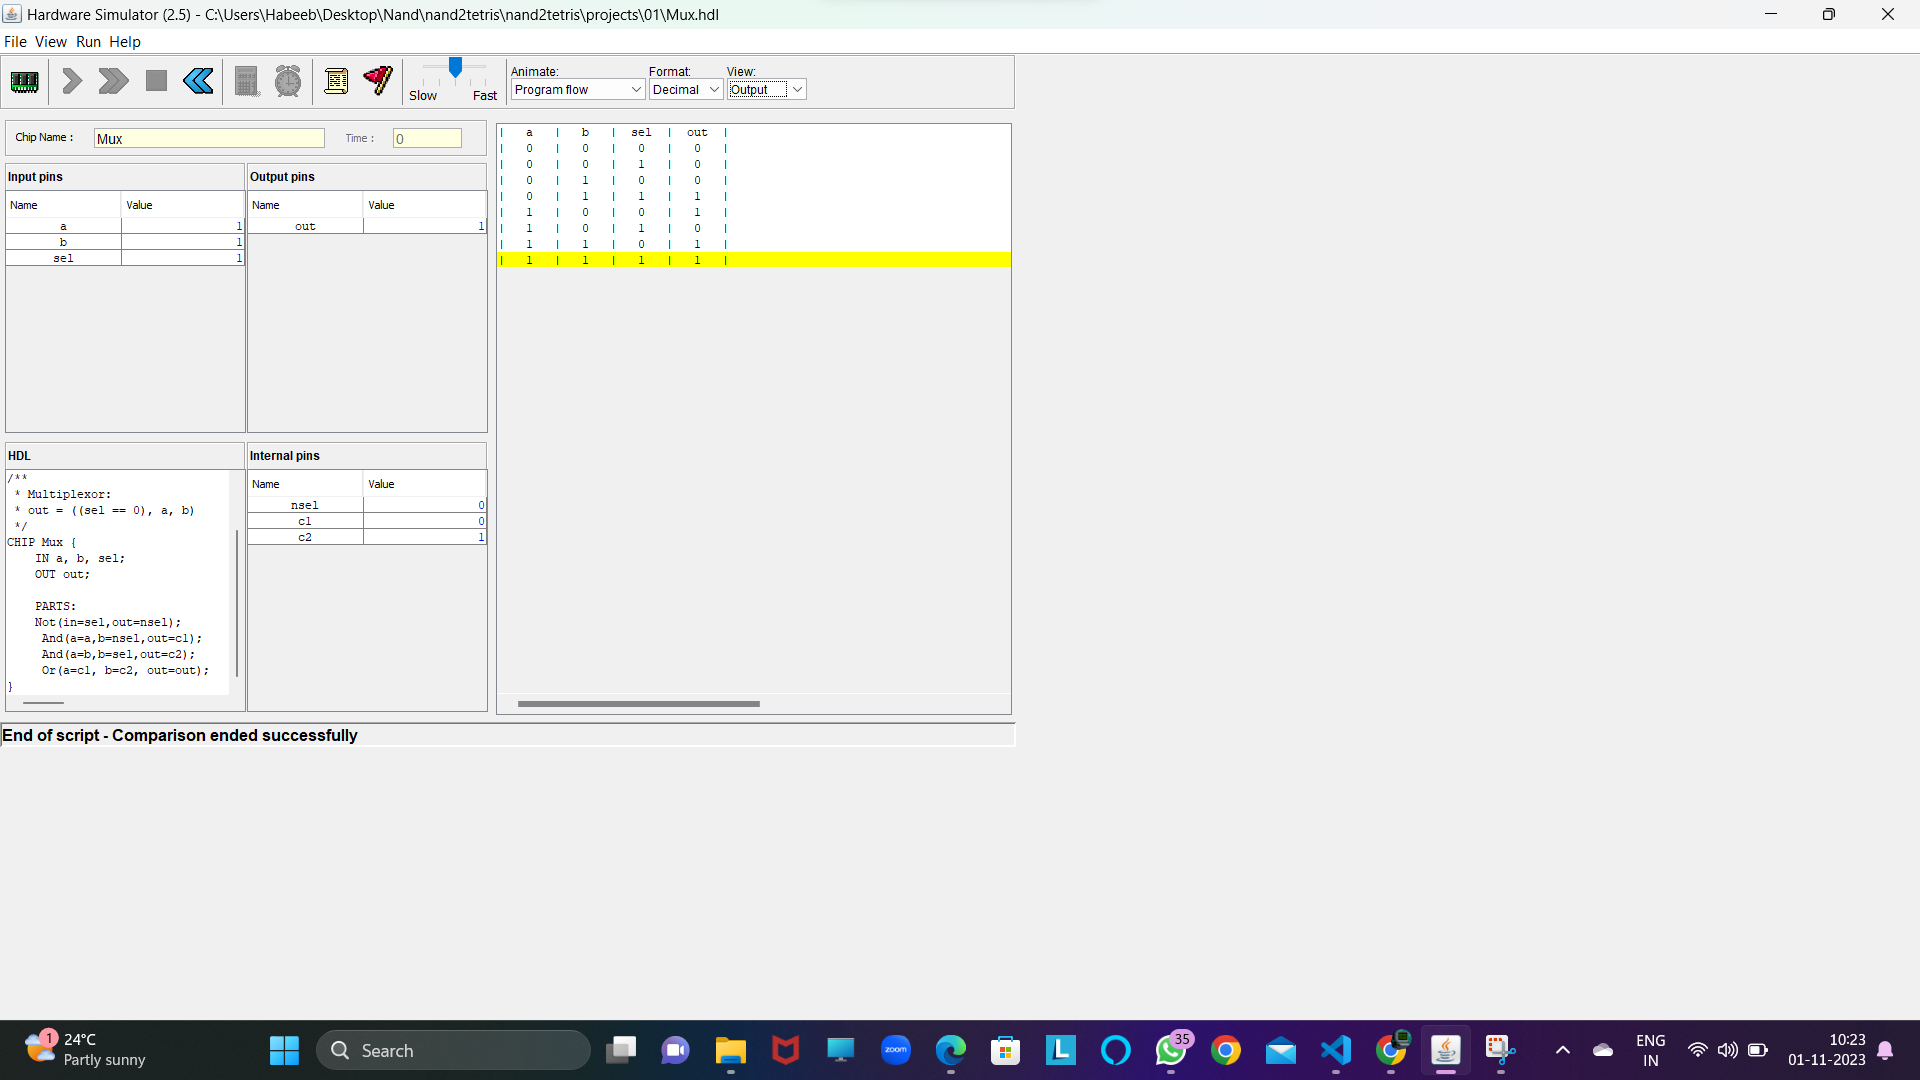 Hardware Simulator (2.5) - C:\Users\Habeeb\Desktop\Nand\nand2tetris\nand2tetris\projects\01\Mux.hdl
File View Run Help
Slow Fast
Animate:
Program flow
Format:
Decimal
View:
Output
Chip Name :
Mux
Time :
0
Input pins
Name Value
a 1
b 1
sel 1
Output pins
Name Value
out 1
| a | b | sel | out |
| 0 | 0 | 0 | 0 |
| 0 | 0 | 1 | 0 |
| 0 | 1 | 0 | 0 |
| 0 | 1 | 1 | 1 |
| 1 | 0 | 0 | 1 |
| 1 | 0 | 1 | 0 |
| 1 | 1 | 0 | 1 |
| 1 | 1 | 1 | 1 |
HDL
/**
* Multiplexor:
* out = ((sel == 0), a, b)
*/
CHIP Mux {
IN a, b, sel;
OUT out;
PARTS:
Not(in=sel,out=nsel);
And(a=a,b=nsel,out=c1);
And(a=b,b=sel,out=c2);
Or(a=c1, b=c2, out=out);
}
Internal pins
Name Value
nsel 0
c1 0
c2 1
End of script - Comparison ended successfully
1
24°C
Partly sunny
Search
zoom
L
35
ENG
IN
10:23
01-11-2023